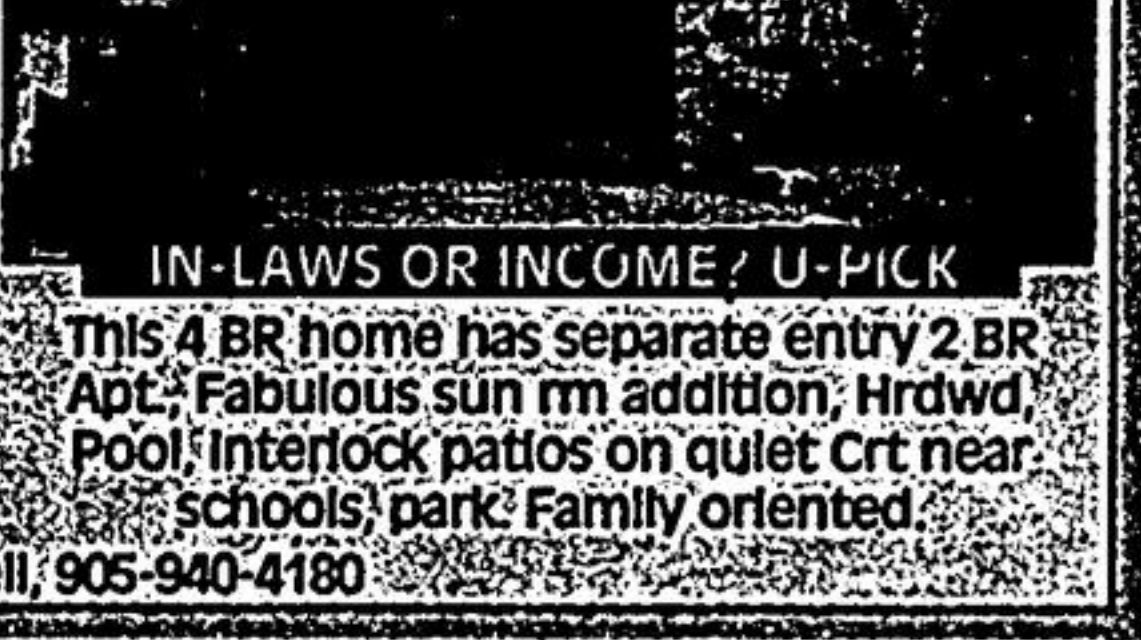 IN-LAWS OR INCOME? U-PICK
This 4 BR home has separate entry 2 BR
Apt., Fabulous sun rm addition, Hrdwd,
Pool, Interlock patios on quiet Crt near
schools, park. Family oriented.
ll, 905-940-4180